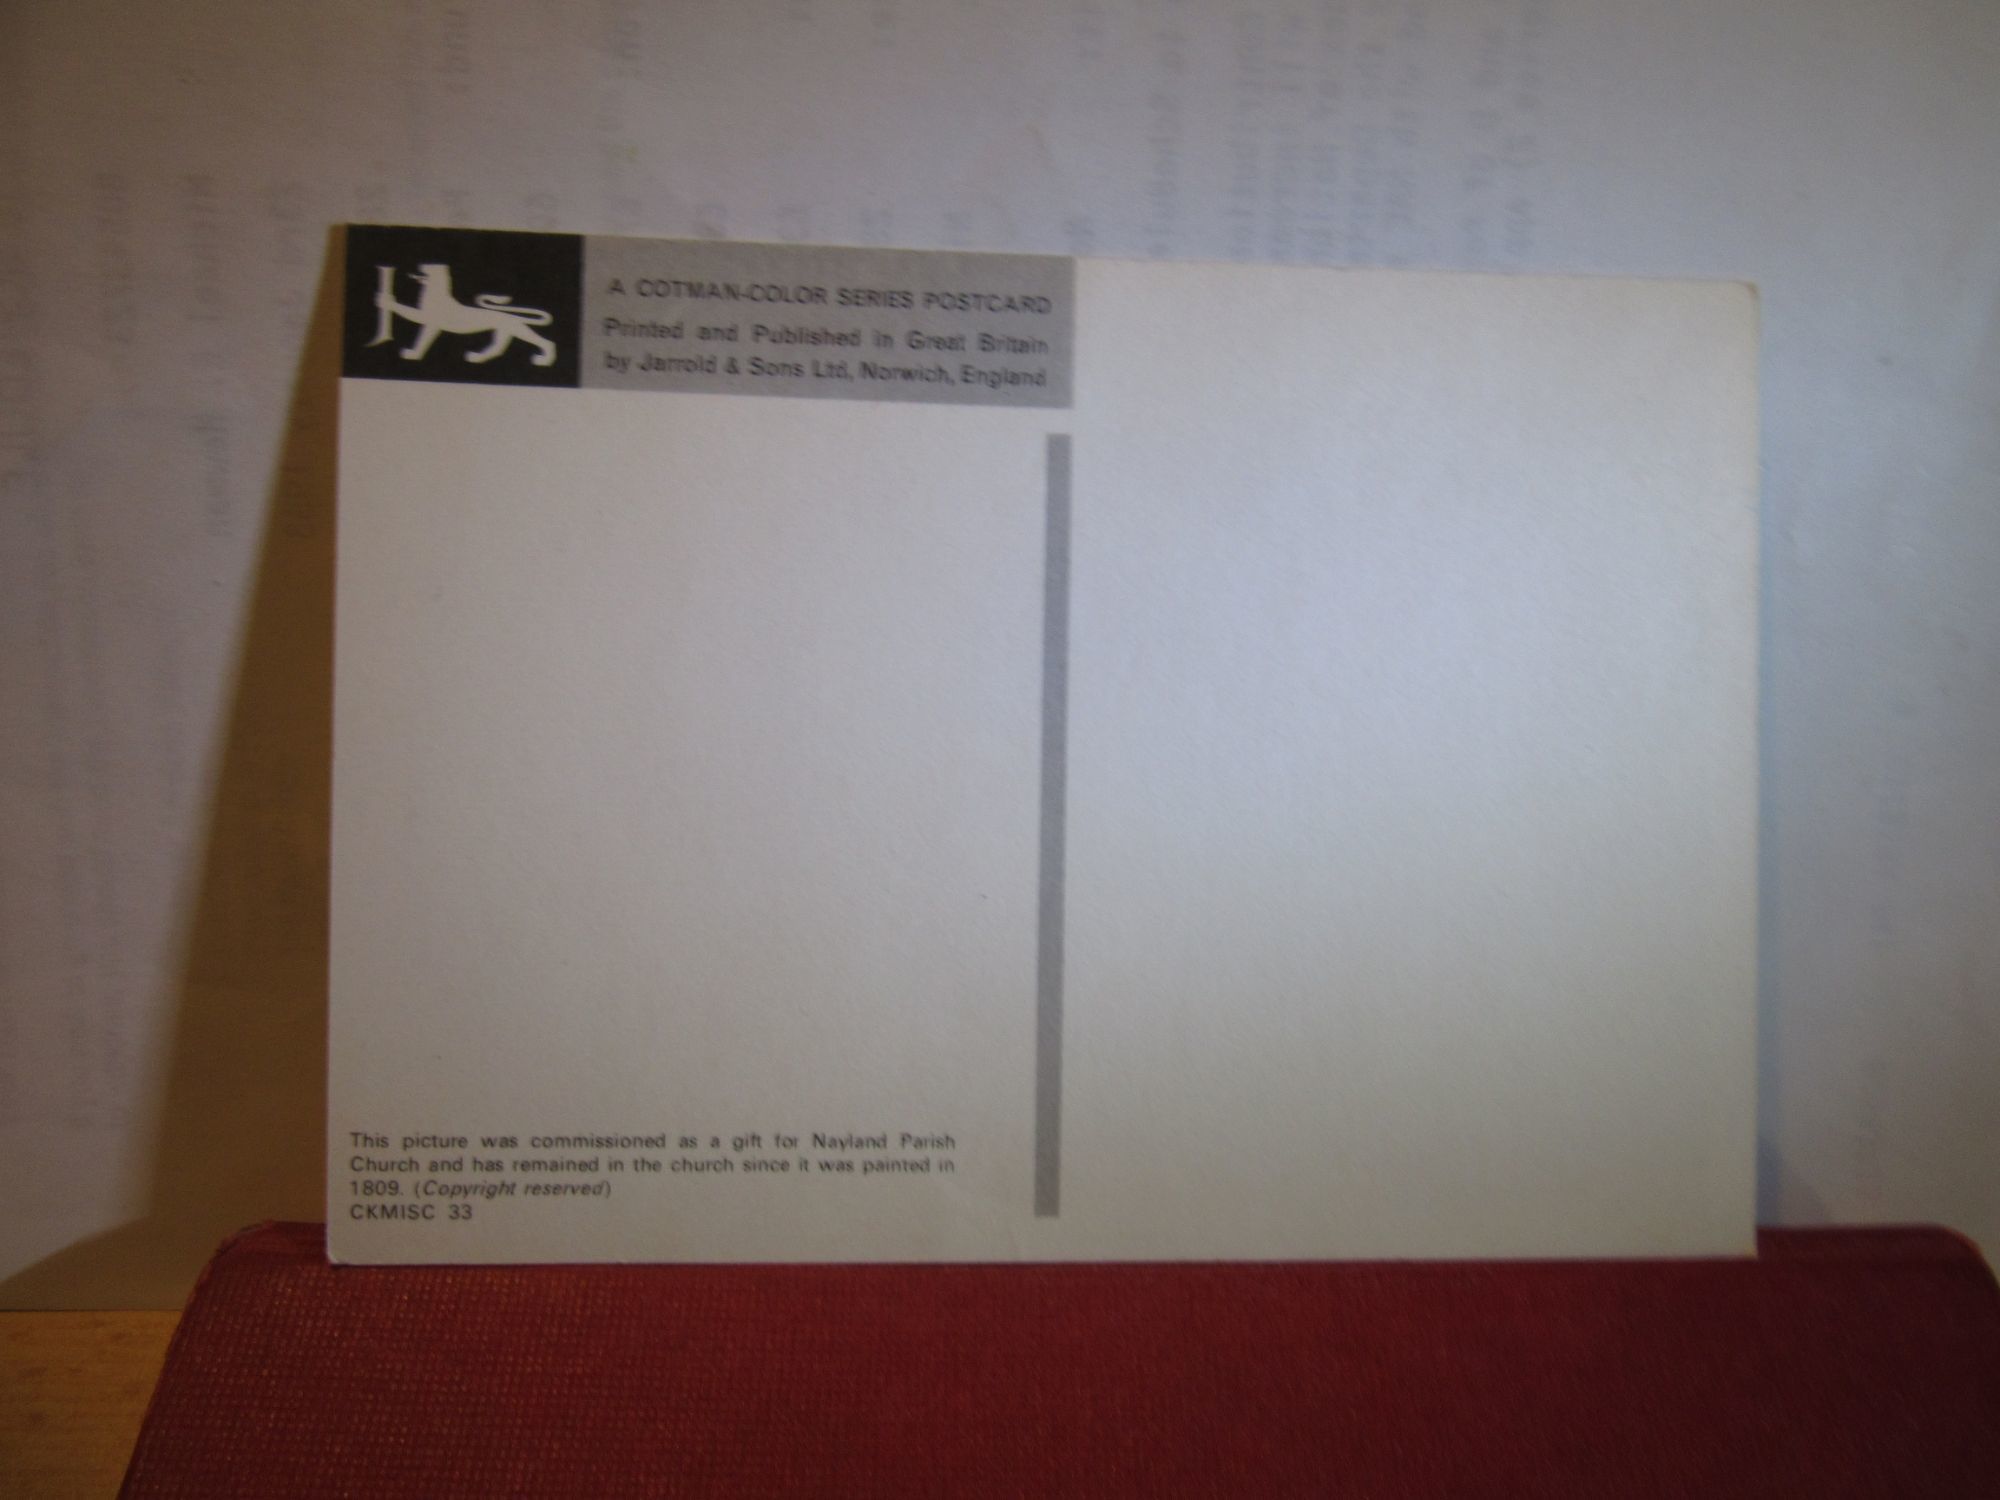 A COTMAN-COLOR SERIES POSTCARD
Printed and Published in Great Britain
by Jarrold & Sons Ltd, Norwich, England
This picture was commissioned as a gift for Nayland Parish
Church and has remained in the church since it was painted in
1809. (Copyright reserved)
CKMISC 33